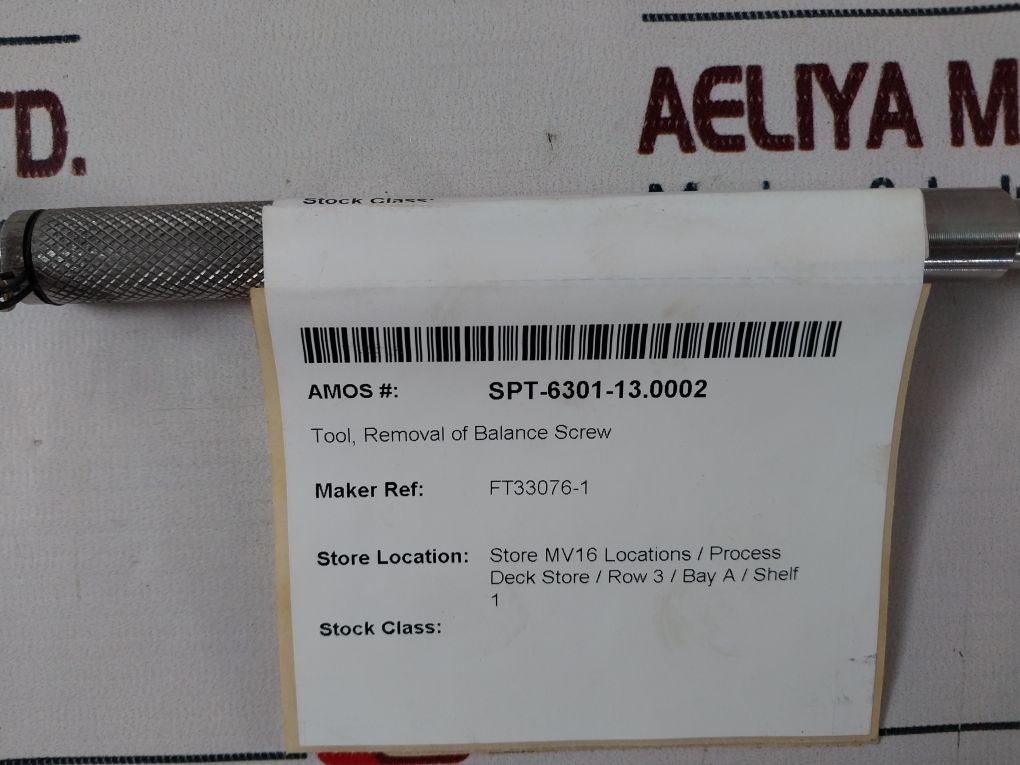 TD.
AELIYA M
Stock Class:
AMOS #: SPT-6301-13.0002
Tool, Removal of Balance Screw
Maker Ref: FT33076-1
Store Location: Store MV16 Locations / Process
Deck Store / Row 3 / Bay A / Shelf
1
Stock Class: